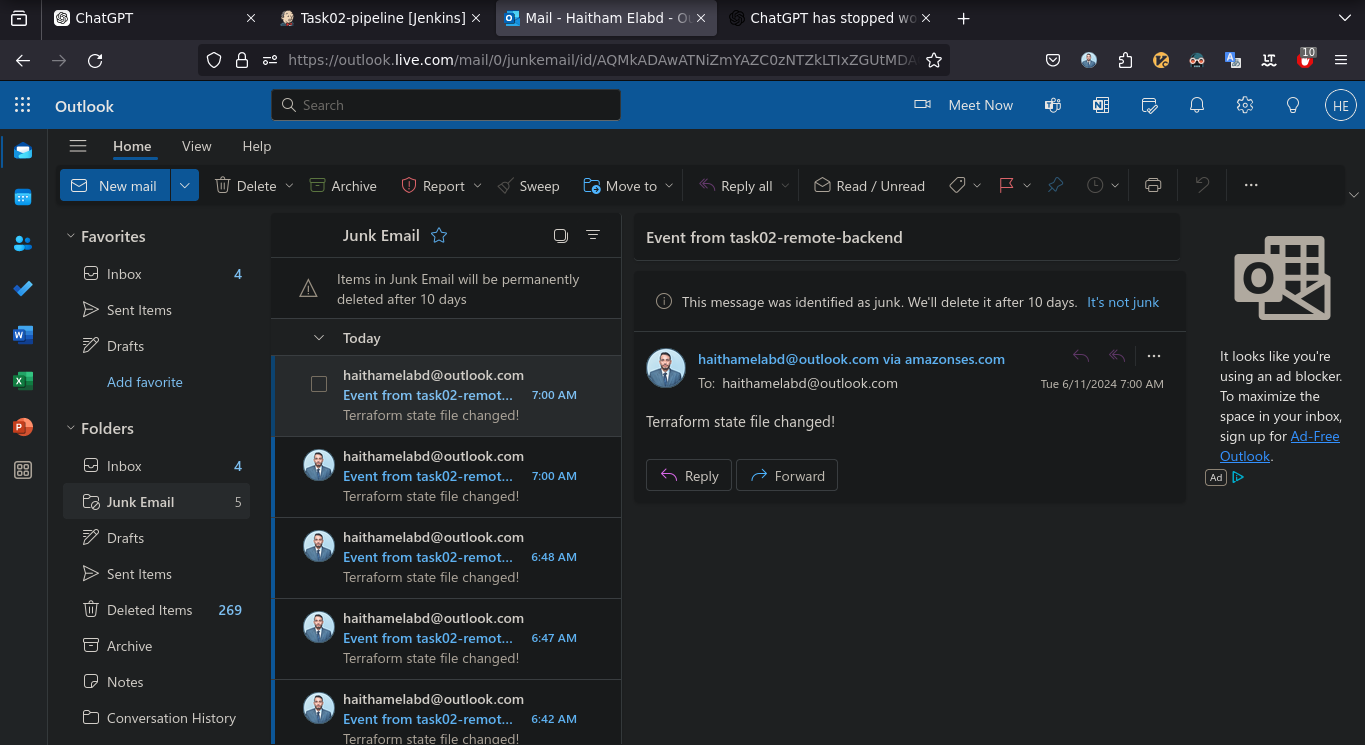 ChatGPT
Task02-pipeline [Jenkins]
Mail - Haitham Elabd - Ou
ChatGPT has stopped wo
https://outlook.live.com/mail/0/junkemail/id/AQMkADAwATNiZmYAZC0zNTZkLTIxZGUtMDA
10
Outlook
Search
Meet Now
HE
Home
View
Help
New mail
Delete
Archive
Report
Sweep
Move to
Reply all
Read / Unread
Favorites
Inbox 4
Sent Items
Drafts
Add favorite
Folders
Inbox 4
Junk Email 5
Drafts
Sent Items
Deleted Items 269
Archive
Notes
Conversation History
Junk Email
Items in Junk Email will be permanently
deleted after 10 days
Today
haithamelabd@outlook.com
Event from task02-remot... 7:00 AM
Terraform state file changed!
haithamelabd@outlook.com
Event from task02-remot... 7:00 AM
Terraform state file changed!
haithamelabd@outlook.com
Event from task02-remot... 6:48 AM
Terraform state file changed!
haithamelabd@outlook.com
Event from task02-remot... 6:47 AM
Terraform state file changed!
haithamelabd@outlook.com
Event from task02-remot... 6:42 AM
Terraform state file changed!
Event from task02-remote-backend
This message was identified as junk. We'll delete it after 10 days. It's not junk
haithamelabd@outlook.com via amazonses.com
To: haithamelabd@outlook.com
Tue 6/11/2024 7:00 AM
Terraform state file changed!
Reply
Forward
It looks like you're
using an ad blocker.
To maximize the
space in your inbox,
sign up for Ad-Free
Outlook.
Ad